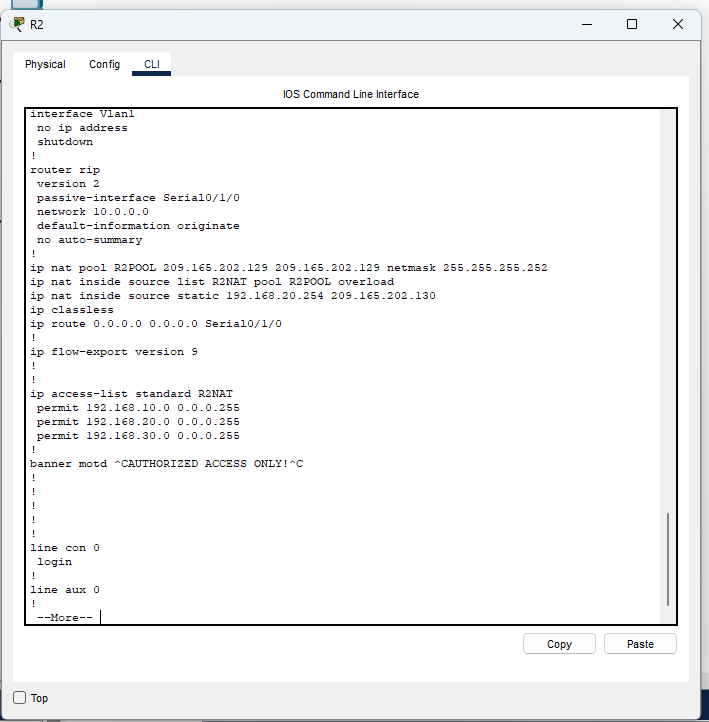 R2
Physical Config CLI
IOS Command Line Interface
interface Vlan1
no ip address
shutdown
!
router rip
version 2
passive-interface Serial0/1/0
network 10.0.0.0
default-information originate
no auto-summary
!
ip nat pool R2POOL 209.165.202.129 209.165.202.129 netmask 255.255.255.252
ip nat inside source list R2NAT pool R2POOL overload
ip nat inside source static 192.168.20.254 209.165.202.130
ip classless
ip route 0.0.0.0 0.0.0.0 Serial0/1/0
!
ip flow-export version 9
!
!
ip access-list standard R2NAT
permit 192.168.10.0 0.0.0.255
permit 192.168.20.0 0.0.0.255
permit 192.168.30.0 0.0.0.255
!
banner motd ^CAUTHORIZED ACCESS ONLY!^C
!
!
!
!
!
line con 0
login
!
line aux 0
!
--More--
Copy Paste
Top